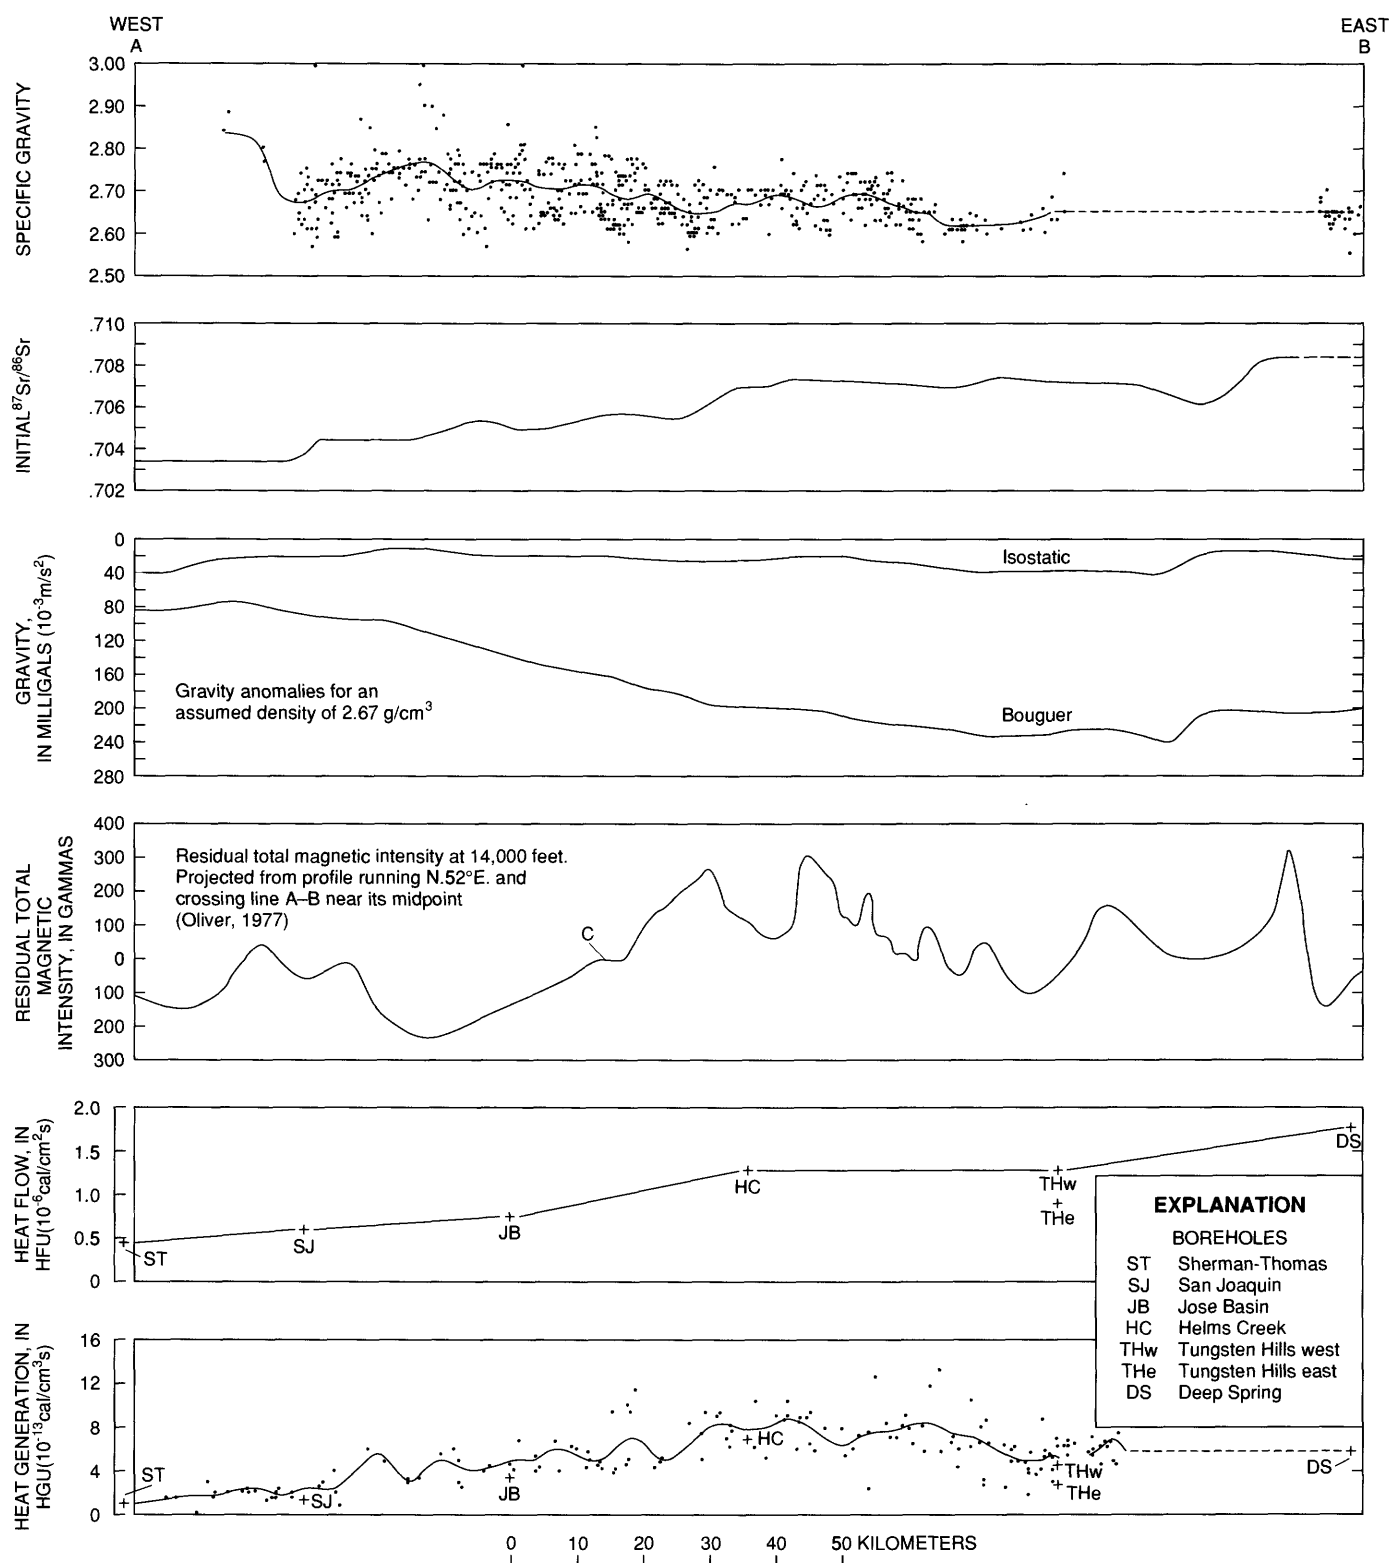 WEST
A
EAST
B
SPECIFIC GRAVITY
3.00
2.90
2.80
2.70
2.60
2.50
INITIAL 87Sr/86Sr
.710
.708
.706
.704
.702
GRAVITY,
IN MILLIGALS (10-3m/s2)
0
40
80
120
160
200
240
280
Isostatic
Gravity anomalies for an
assumed density of 2.67 g/cm3
Bouguer
RESIDUAL TOTAL
MAGNETIC
INTENSITY, IN GAMMAS
400
300
200
100
0
100
200
300
Residual total magnetic intensity at 14,000 feet.
Projected from profile running N.52°E. and
crossing line A–B near its midpoint
(Oliver, 1977)
C
HEAT FLOW, IN
HFU(10-6cal/cm2s)
2.0
1.5
1.0
0.5
0
ST
SJ
JB
HC
THw
THe
DS
EXPLANATION
BOREHOLES
ST Sherman-Thomas
SJ San Joaquin
JB Jose Basin
HC Helms Creek
THw Tungsten Hills west
THe Tungsten Hills east
DS Deep Spring
HEAT GENERATION, IN
HGU(10-13cal/cm3s)
16
12
8
4
0
ST
SJ
JB
HC
THw
THe
DS
0 10 20 30 40 50 KILOMETERS